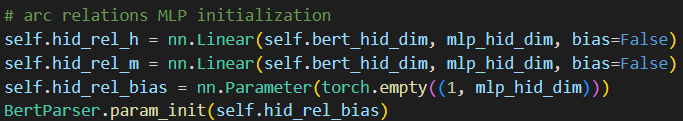 # arc relations MLP initialization
self.hid_rel_h = nn.Linear(self.bert_hid_dim, mlp_hid_dim, bias=False)
self.hid_rel_m = nn.Linear(self.bert_hid_dim, mlp_hid_dim, bias=False)
self.hid_rel_bias = nn.Parameter(torch.empty((1, mlp_hid_dim)))
BertParser.param_init(self.hid_rel_bias)